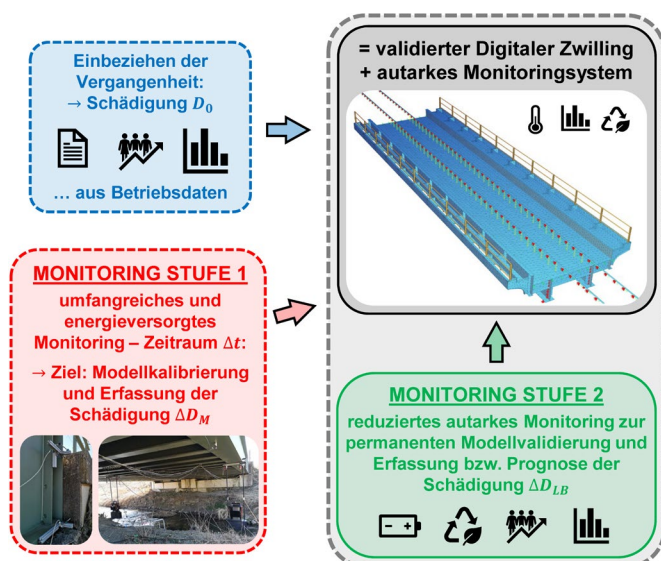 Einbeziehen der
Vergangenheit:
→ Schädigung D₀
… aus Betriebsdaten
= validierter Digitaler Zwilling
+ autarkes Monitoringsystem
MONITORING STUFE 1
umfangreiches und
energieversorgtes
Monitoring – Zeitraum Δt:
→ Ziel: Modellkalibrierung
und Erfassung der
Schädigung ΔD_M
MONITORING STUFE 2
reduziertes autarkes Monitoring zur
permanenten Modellvalidierung und
Erfassung bzw. Prognose der
Schädigung ΔD_LB